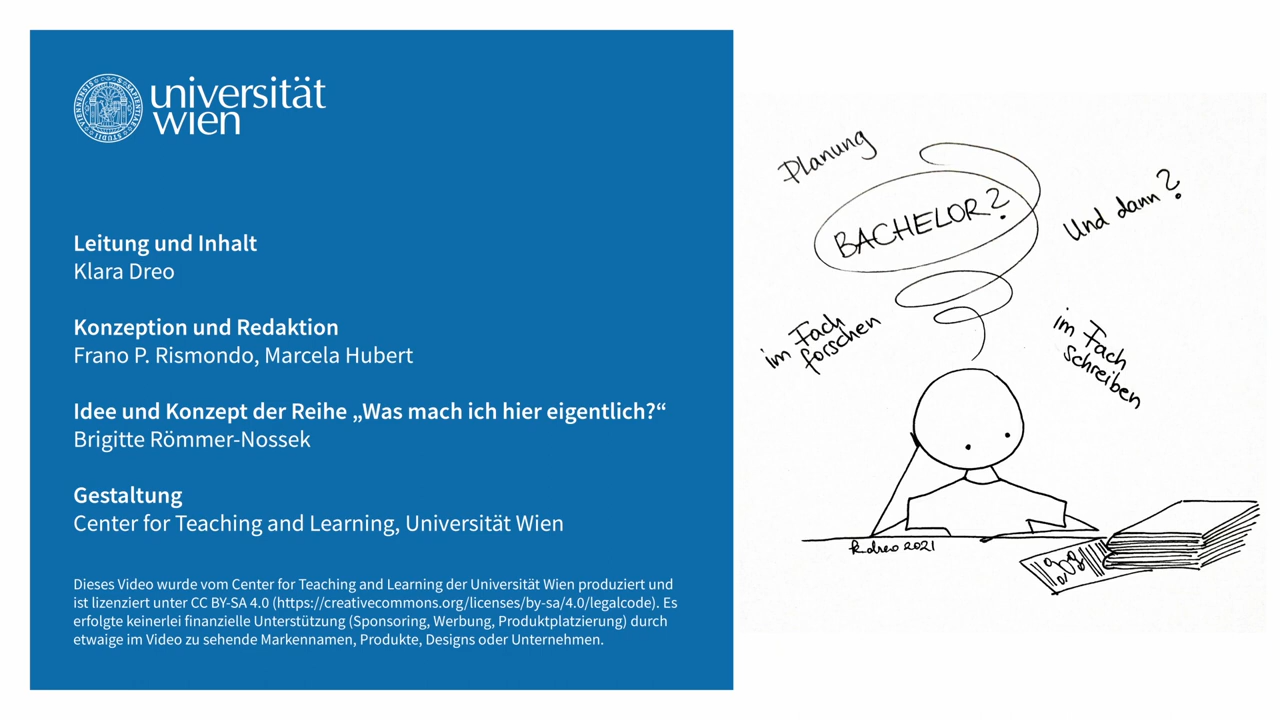 universität
wien
Leitung und Inhalt
Klara Dreo
Konzeption und Redaktion
Frano P. Rismondo, Marcela Hubert
Idee und Konzept der Reihe „Was mach ich hier eigentlich?“
Brigitte Römmer-Nossek
Gestaltung
Center for Teaching and Learning, Universität Wien
Dieses Video wurde vom Center for Teaching and Learning der Universität Wien produziert und
ist lizenziert unter CC BY-SA 4.0 (https://creativecommons.org/licenses/by-sa/4.0/legalcode). Es
erfolgte keinerlei finanzielle Unterstützung (Sponsoring, Werbung, Produktplatzierung) durch
etwaige im Video zu sehende Markennamen, Produkte, Designs oder Unternehmen.
Planung
BACHELOR?
Und dann?
im Fach
forschen
im Fach
schreiben
k.dreo 2021